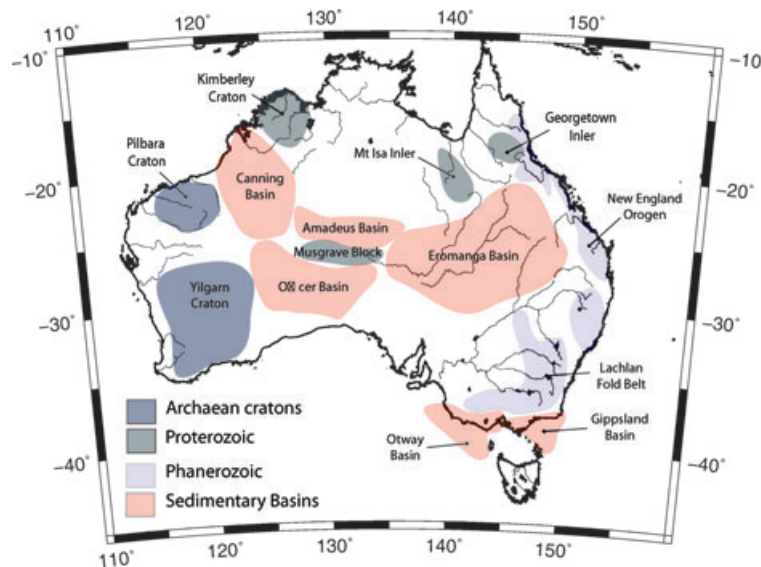 110° 120° 130° 140° 150°
−10° −10
Kimberley
Craton
Georgetown
Inler
Pilbara
Craton
Mt Isa Inler
−20° −20°
Canning
Basin
New England
Orogen
Amadeus Basin
Musgrave Block
Eromanga Basin
Yilgarn
Craton
O☒cer Basin
−30° −30°
Lachlan
Fold Belt
Archaean cratons
Proterozoic
Phanerozoic
Sedimentary Basins
Otway
Basin
Gippsland
Basin
−40° −40°
110° 120° 130° 140° 150°